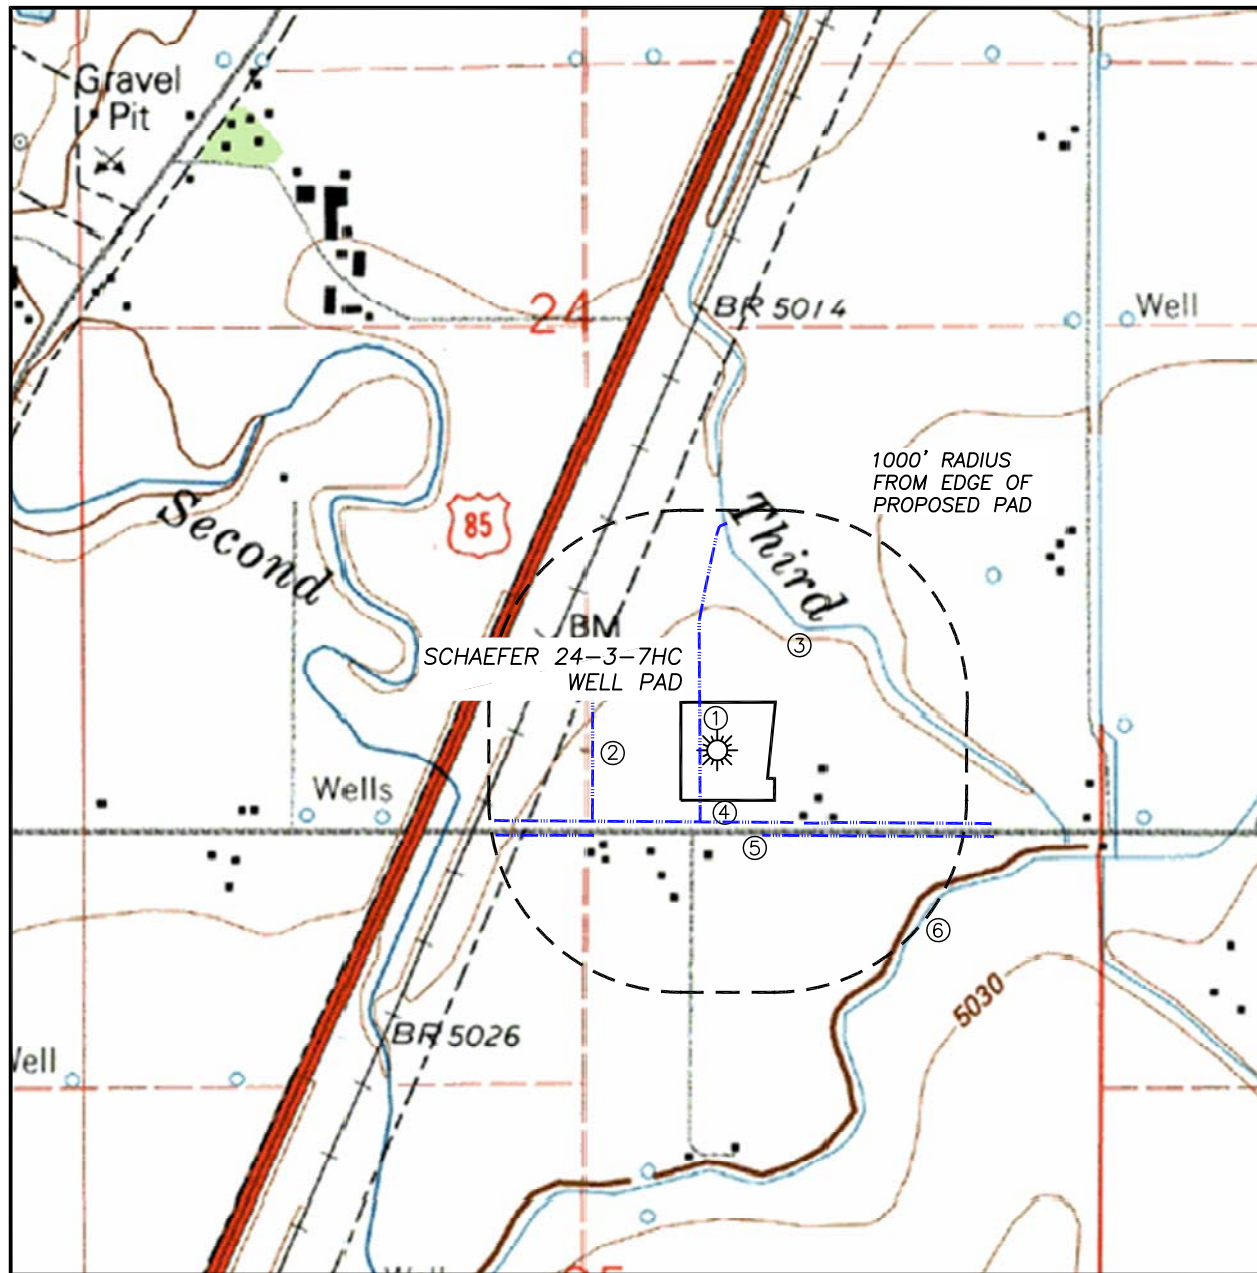 Gravel
Pit
24
BR 5014
Well
1000' RADIUS
FROM EDGE OF
PROPOSED PAD
Second
85
Third
BM
SCHAEFER 24-3-7HC
WELL PAD
3
1
2
Wells
4
5
6
5030
BR 5026
Well